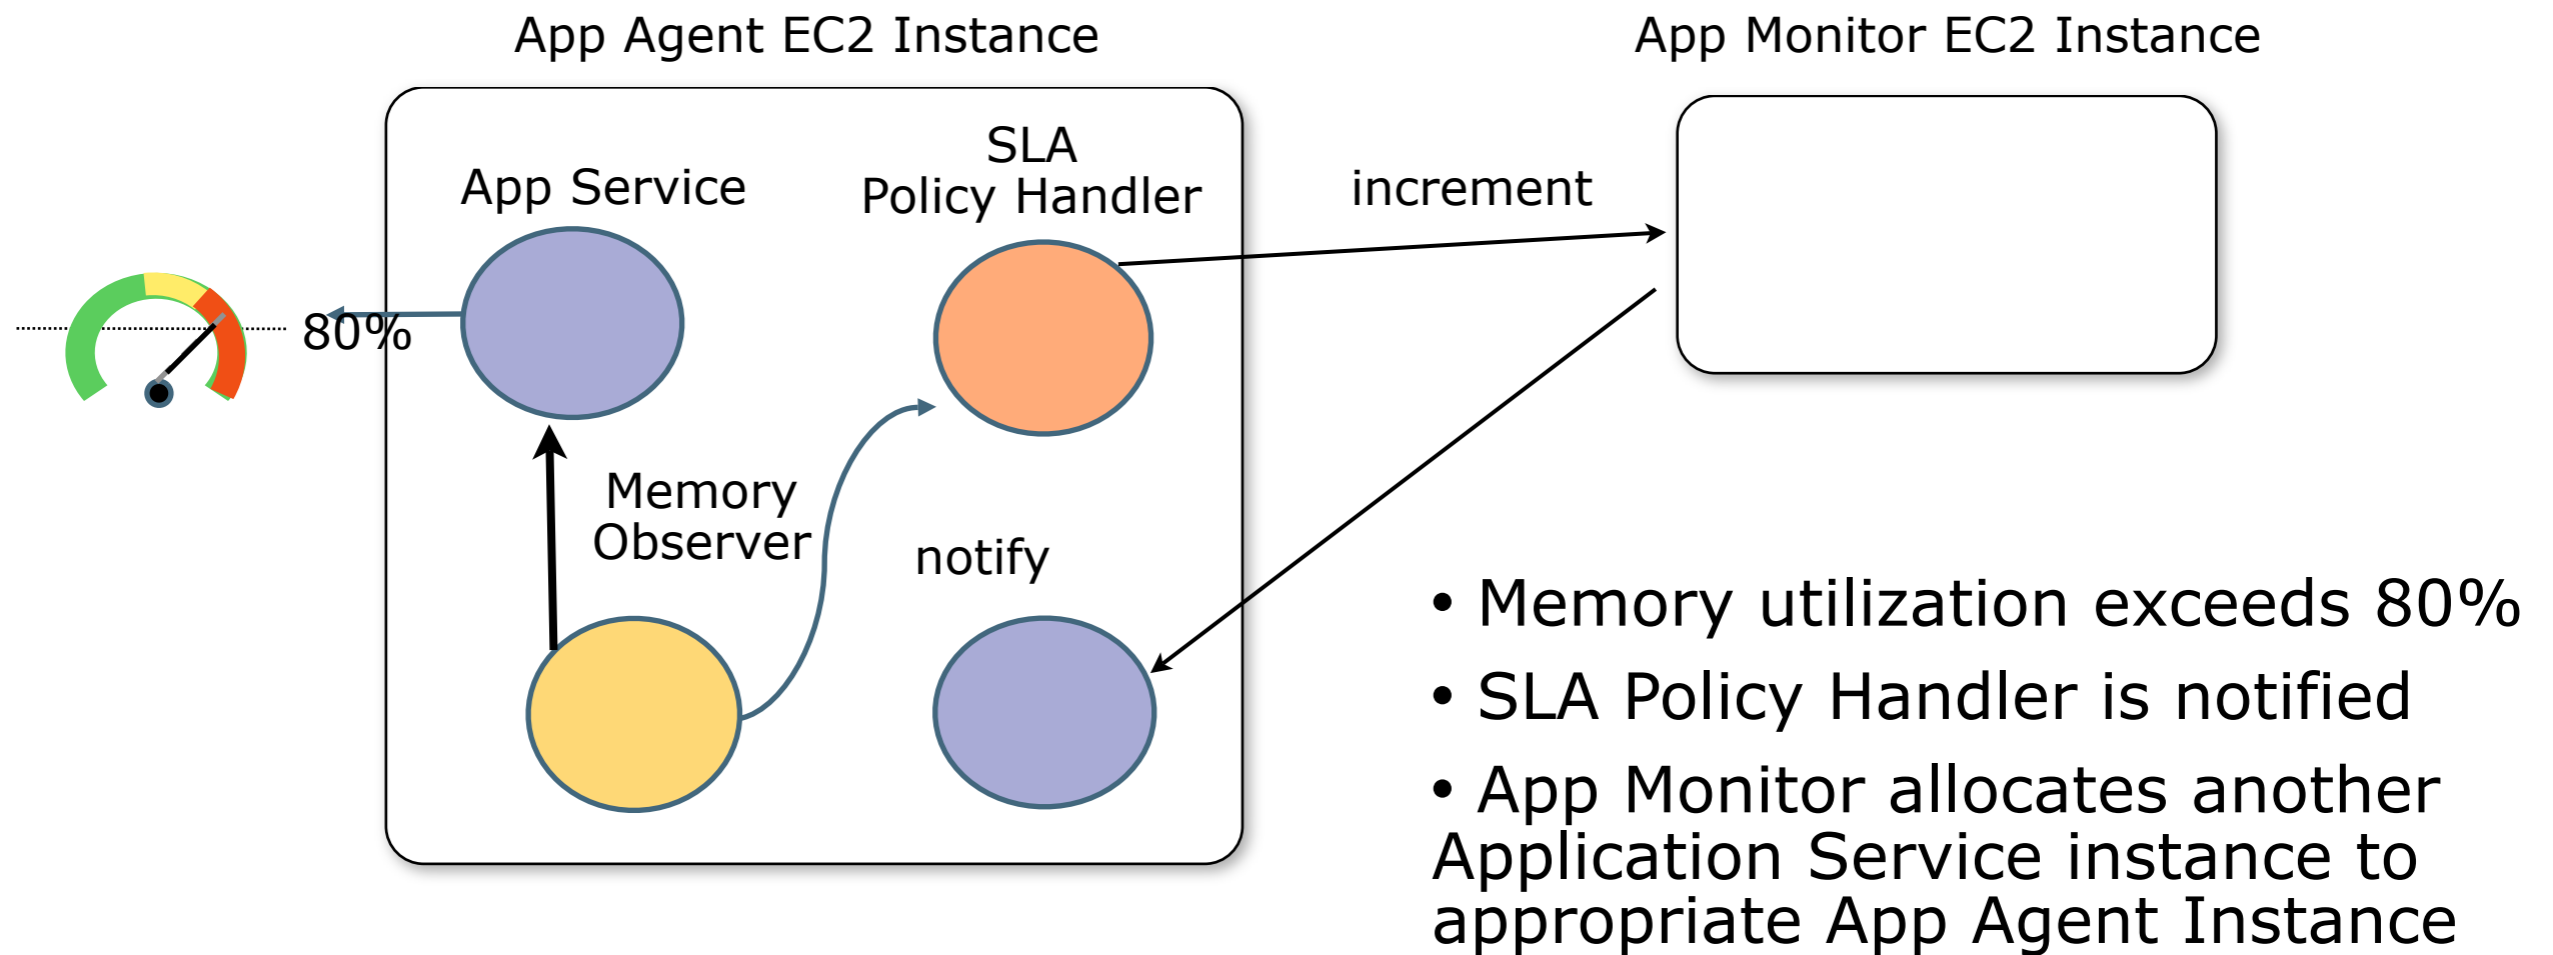 App Agent EC2 Instance
App Monitor EC2 Instance
SLA
Policy Handler
App Service
increment
80%
Memory
Observer
notify
• Memory utilization exceeds 80%
• SLA Policy Handler is notified
• App Monitor allocates another
Application Service instance to
appropriate App Agent Instance